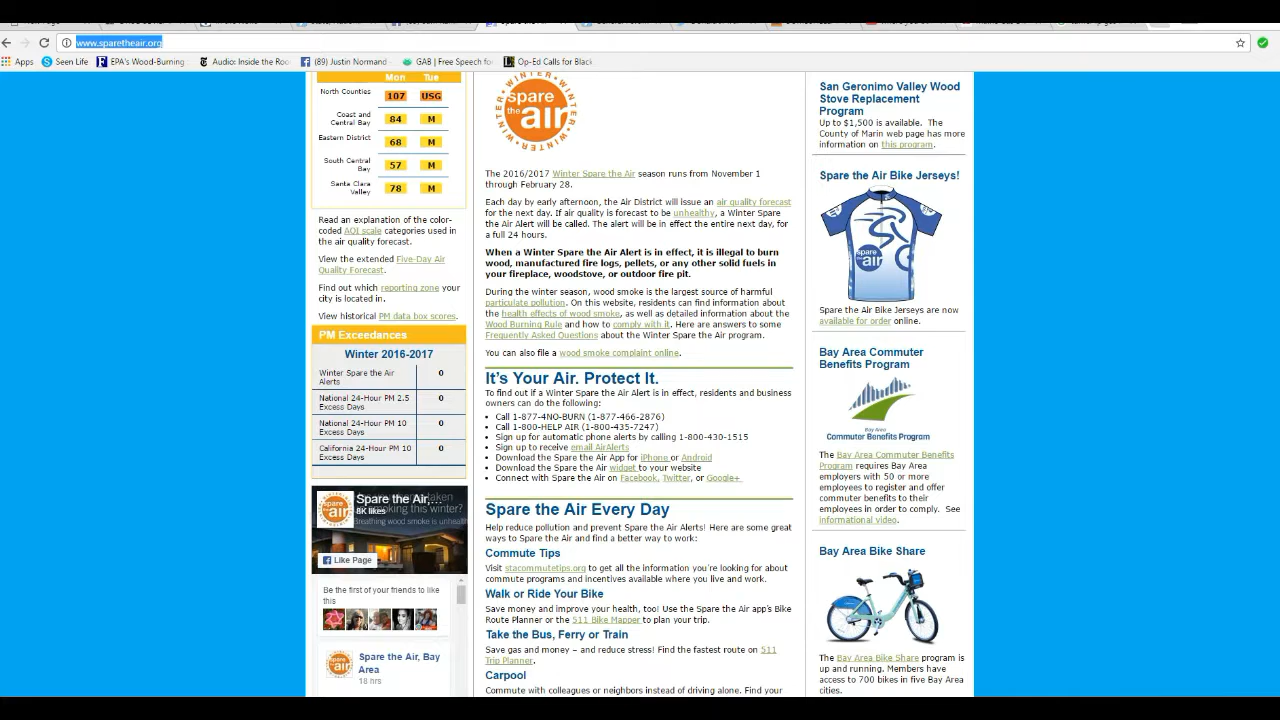 www.sparetheair.org
Apps
Seen Life
EPA's Wood-Burning
Audio: Inside the Roo
(89) Justin Normand
GAB | Free Speech fo
Op-Ed Calls for Black
Mon Tue
North Counties 107 USG
Coast and
Central Bay 84 M
Eastern District 68 M
South Central
Bay 57 M
Santa Clara
Valley 78 M
Read an explanation of the color-
coded AQI scale categories used in
the air quality forecast.
View the extended Five-Day Air
Quality Forecast.
Find out which reporting zone your
city is located in.
View historical PM data box scores.
PM Exceedances
Winter 2016-2017
Winter Spare the Air
Alerts 0
National 24-Hour PM 2.5
Excess Days 0
National 24-Hour PM 10
Excess Days 0
California 24-Hour PM 10
Excess Days 0
Spare the Air,...
8K likes
Like Page
Be the first of your friends to like
this
Spare the Air, Bay
Area
18 hrs
WINTER WINTER WINTER
spare
the air
The 2016/2017 Winter Spare the Air season runs from November 1
through February 28.
Each day by early afternoon, the Air District will issue an air quality forecast
for the next day. If air quality is forecast to be unhealthy, a Winter Spare
the Air Alert will be called. The alert will be in effect the entire next day, for
a full 24 hours.
When a Winter Spare the Air Alert is in effect, it is illegal to burn
wood, manufactured fire logs, pellets, or any other solid fuels in
your fireplace, woodstove, or outdoor fire pit.
During the winter season, wood smoke is the largest source of harmful
particulate pollution. On this website, residents can find information about
the health effects of wood smoke, as well as detailed information about the
Wood Burning Rule and how to comply with it. Here are answers to some
Frequently Asked Questions about the Winter Spare the Air program.
You can also file a wood smoke complaint online.
It's Your Air. Protect It.
To find out if a Winter Spare the Air Alert is in effect, residents and business
owners can do the following:
• Call 1-877-4NO-BURN (1-877-466-2876)
• Call 1-800-HELP AIR (1-800-435-7247)
• Sign up for automatic phone alerts by calling 1-800-430-1515
• Sign up to receive email AirAlerts
• Download the Spare the Air App for iPhone or Android
• Download the Spare the Air widget to your website
• Connect with Spare the Air on Facebook, Twitter, or Google+
Spare the Air Every Day
Help reduce pollution and prevent Spare the Air Alerts! Here are some great
ways to Spare the Air and find a better way to work:
Commute Tips
Visit stacommutetips.org to get all the information you're looking for about
commute programs and incentives available where you live and work.
Walk or Ride Your Bike
Save money and improve your health, too! Use the Spare the Air app's Bike
Route Planner or the 511 Bike Mapper to plan your trip.
Take the Bus, Ferry or Train
Save gas and money – and reduce stress! Find the fastest route on 511
Trip Planner.
Carpool
Commute with colleagues or neighbors instead of driving alone. Find your
San Geronimo Valley Wood
Stove Replacement
Program
Up to $1,500 is available. The
County of Marin web page has more
information on this program.
Spare the Air Bike Jerseys!
spare
the air
Spare the Air Bike Jerseys are now
available for order online.
Bay Area Commuter
Benefits Program
Bay Area
Commuter Benefits Program
The Bay Area Commuter Benefits
Program requires Bay Area
employers with 50 or more
employees to register and offer
commuter benefits to their
employees in order to comply. See
informational video.
Bay Area Bike Share
The Bay Area Bike Share program is
up and running. Members have
access to 700 bikes in five Bay Area
cities.